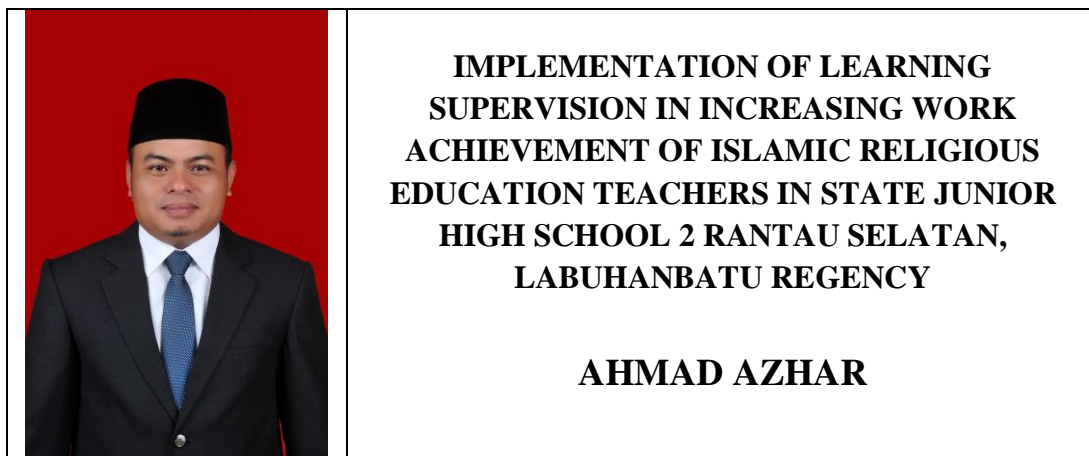 IMPLEMENTATION OF LEARNING
SUPERVISION IN INCREASING WORK
ACHIEVEMENT OF ISLAMIC RELIGIOUS
EDUCATION TEACHERS IN STATE JUNIOR
HIGH SCHOOL 2 RANTAU SELATAN,
LABUHANBATU REGENCY
AHMAD AZHAR